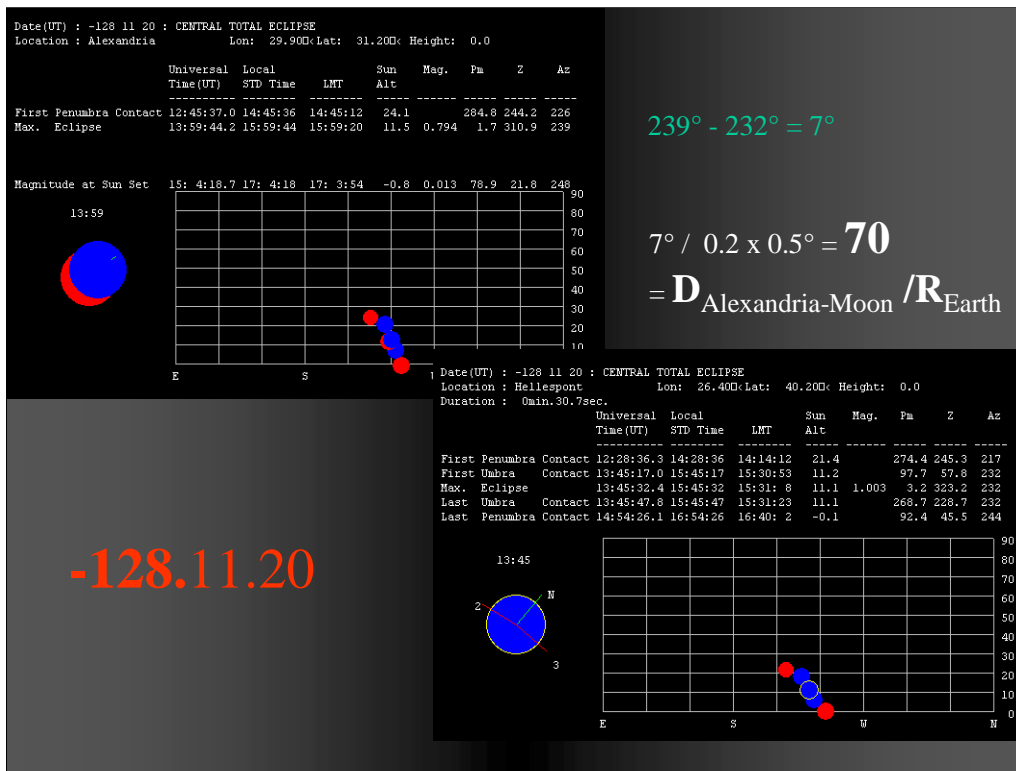 Date(UT) : -128 11 20 : CENTRAL TOTAL ECLIPSE
Location : Alexandria Lon: 29.90□< Lat: 31.20□< Height: 0.0
Universal Local Sun Mag. Pm Z Az
Time(UT) STD Time LMT Alt
---------- -------- -------- ----- ------ ----- ----- -----
First Penumbra Contact 12:45:37.0 14:45:36 14:45:12 24.1 284.8 244.2 226
Max. Eclipse 13:59:44.2 15:59:44 15:59:20 11.5 0.794 1.7 310.9 239
Magnitude at Sun Set 15: 4:18.7 17: 4:18 17: 3:54 -0.8 0.013 78.9 21.8 248
13:59
90
80
70
60
50
40
30
20
10
E S
239° - 232° = 7°
7° / 0.2 x 0.5° = 70
= D Alexandria-Moon /R Earth
Date(UT) : -128 11 20 : CENTRAL TOTAL ECLIPSE
Location : Hellespont Lon: 26.40□< Lat: 40.20□< Height: 0.0
Duration : 0min.30.7sec.
Universal Local Sun Mag. Pm Z Az
Time(UT) STD Time LMT Alt
---------- -------- -------- ----- ------ ----- ----- -----
First Penumbra Contact 12:28:36.3 14:28:36 14:14:12 21.4 274.4 245.3 217
First Umbra Contact 13:45:17.0 15:45:17 15:30:53 11.2 97.7 57.8 232
Max. Eclipse 13:45:32.4 15:45:32 15:31: 8 11.1 1.003 3.2 323.2 232
Last Umbra Contact 13:45:47.8 15:45:47 15:31:23 11.1 268.7 228.7 232
Last Penumbra Contact 14:54:26.1 16:54:26 16:40: 2 -0.1 92.4 45.5 244
13:45
N
2
3
90
80
70
60
50
40
30
20
10
0
E S W N
-128.11.20